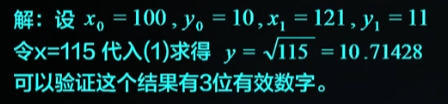 解：设 x₀ = 100 , y₀ = 10, x₁ = 121, y₁ = 11
令x=115 代入(1)求得 y = √115 = 10.71428
可以验证这个结果有3位有效数字。